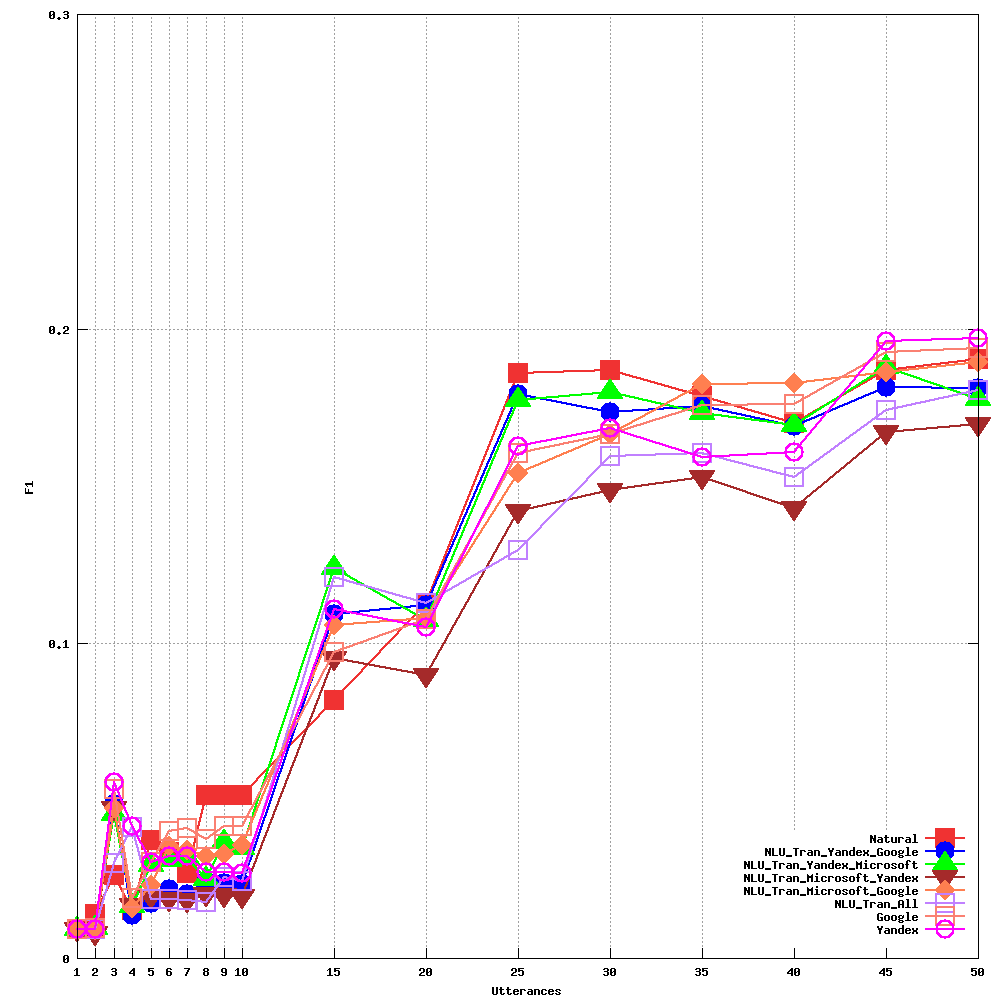 0.3
0.2
F1
0.1
0
Natural
NLU_Tran_Yandex_Google
NLU_Tran_Yandex_Microsoft
NLU_Tran_Microsoft_Yandex
NLU_Tran_Microsoft_Google
NLU_Tran_All
Google
Yandex
1 2 3 4 5 6 7 8 9 10 15 20 25 30 35 40 45 50
Utterances